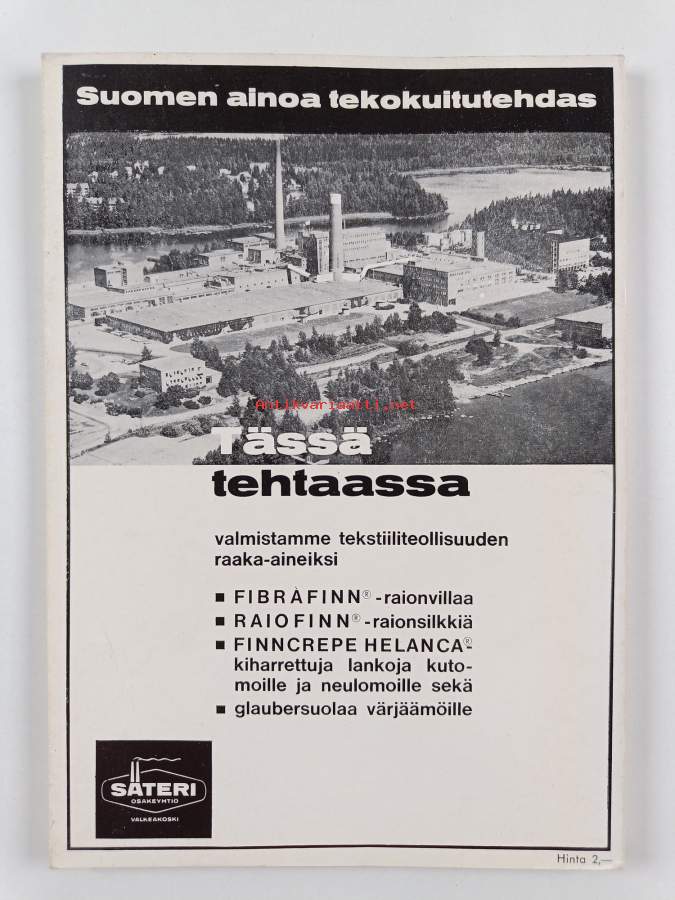 Suomen ainoa tekokuitutehdas
Antikvariaatti.net
Tässä
tehtaassa
valmistamme tekstiiliteollisuuden
raaka-aineiksi
■ FIBRÀFINN® -raionvillaa
■ RAIOFINN® -raionsilkkiä
■ FINNCREPE HELANCA®-
kiharrettuja lankoja kuto-
moille ja neulomoille sekä
■ glaubersuolaa värjäämöille
SÄTERI
OSAKEYHTIÖ
VALKEAKOSKI
Hinta 2,—